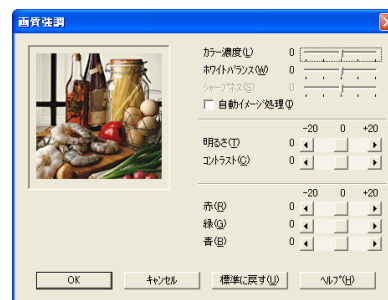 画質強調
カラー濃度(L) 0
ホワイトバランス(W) 0
シャープネス(S) 0
自動イメージ処理(I)
-20 0 +20
明るさ(T) 0
コントラスト(C) 0
-20 0 +20
赤(R) 0
緑(G) 0
青(B) 0
OK キャンセル 標準に戻す(U) ヘルプ(H)